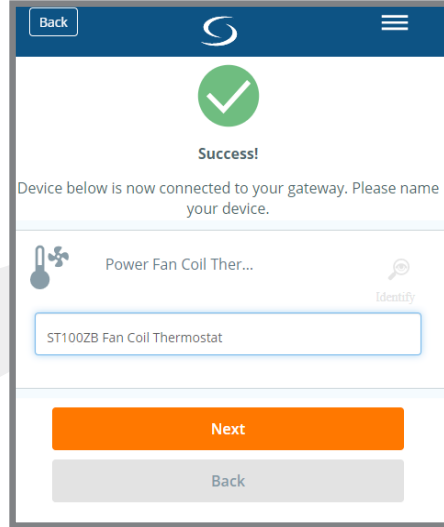 Back
Success!
Device below is now connected to your gateway. Please name
your device.
Power Fan Coil Ther...
Identify
ST100ZB Fan Coil Thermostat
Next
Back